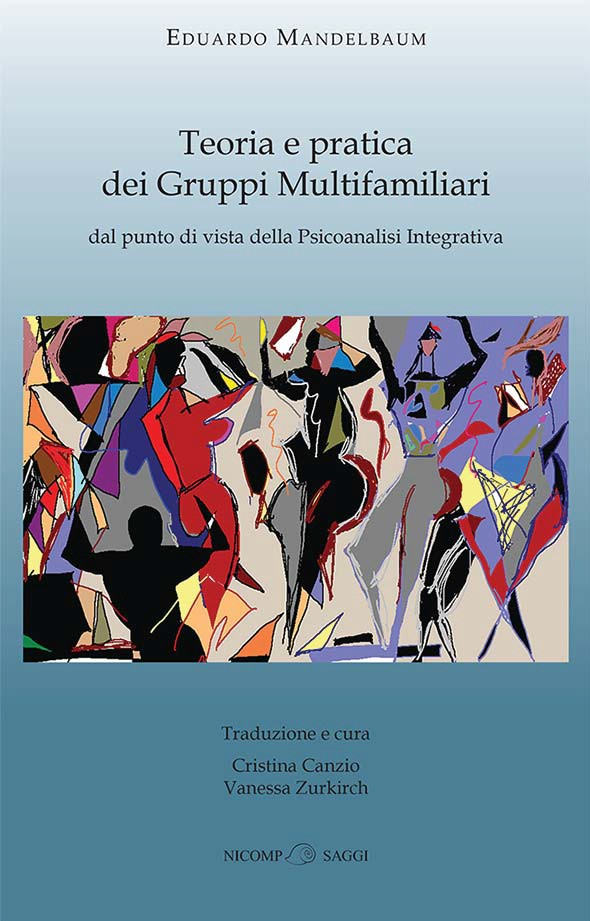 EDUARDO MANDELBAUM
Teoria e pratica
dei Gruppi Multifamiliari
dal punto di vista della Psicoanalisi Integrativa
Traduzione e cura
Cristina Canzio
Vanessa Zurkirch
NICOMP SAGGI